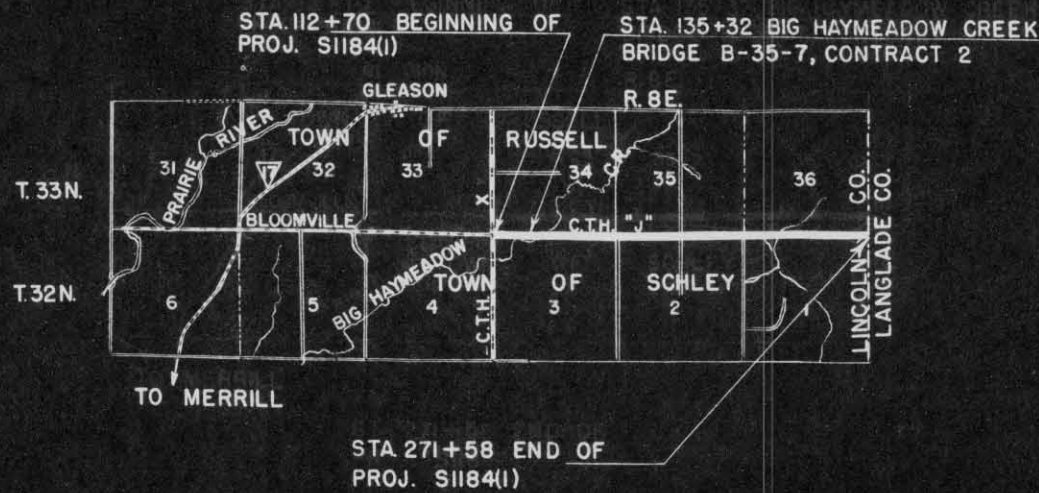 STA. 112+70 BEGINNING OF
PROJ. S1184(1)
STA. 135+32 BIG HAYMEADOW CREEK
BRIDGE B-35-7, CONTRACT 2
GLEASON
R. 8 E.
TOWN OF RUSSELL
PRAIRIE RIVER
31
17
32
33
34
35
36
T. 33 N.
X
CR.
BLOOMVILLE
C.T.H. "J"
LINCOLN CO.
LANGLADE CO.
T. 32 N.
BIG HAYMEADOW
TOWN OF SCHLEY
6
5
4
3
2
1
C.T.H.
TO MERRILL
STA. 271+58 END OF
PROJ. S1184(1)